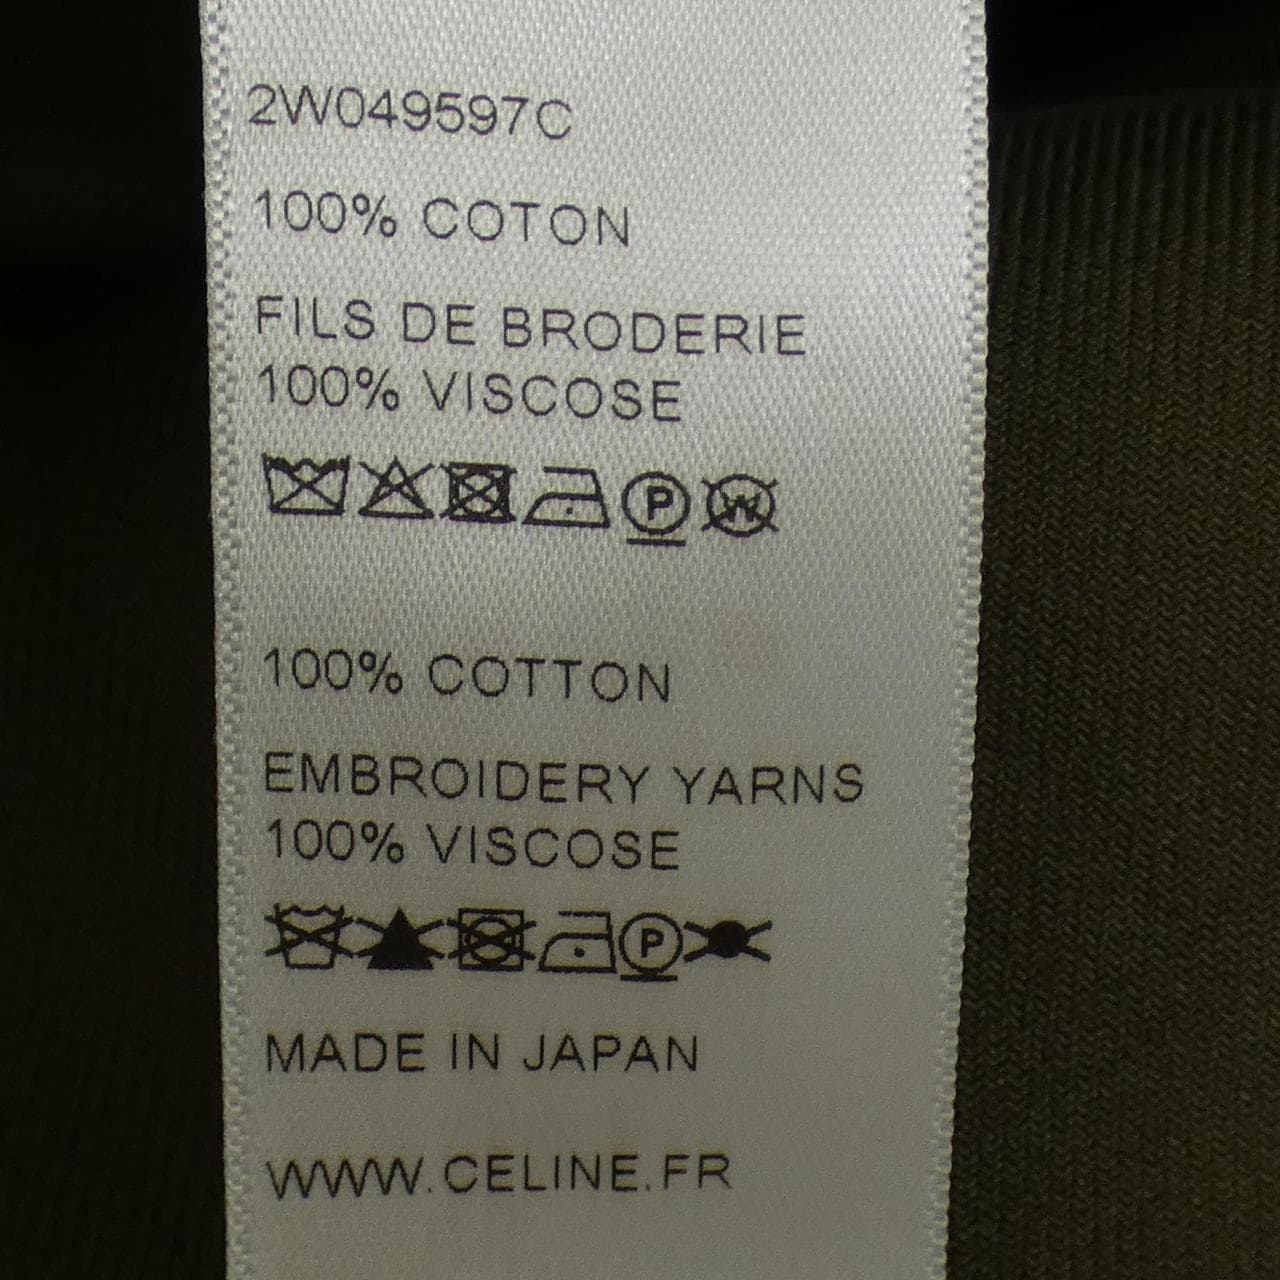 2W049597C
100% COTON
FILS DE BRODERIE
100% VISCOSE
P W
100% COTTON
EMBROIDERY YARNS
100% VISCOSE
P
MADE IN JAPAN
WWW.CELINE.FR